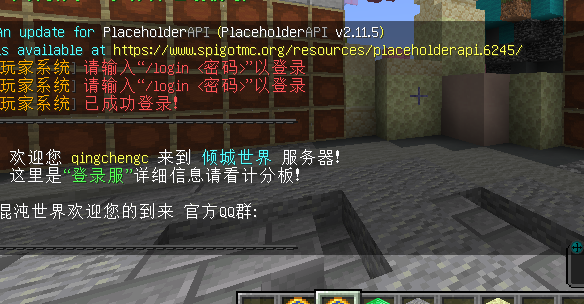 An update for PlaceholderAPI (PlaceholderAPI v2.11.5)
is available at https://www.spigotmc.org/resources/placeholderapi.6245/
玩家系统] 请输入“/login <密码>”以登录
玩家系统] 请输入“/login <密码>”以登录
玩家系统] 已成功登录!
欢迎您 qingchengc 来到 倾城世界 服务器!
这里是“登录服”详细信息请看计分板!
混沌世界欢迎您的到来 官方QQ群: